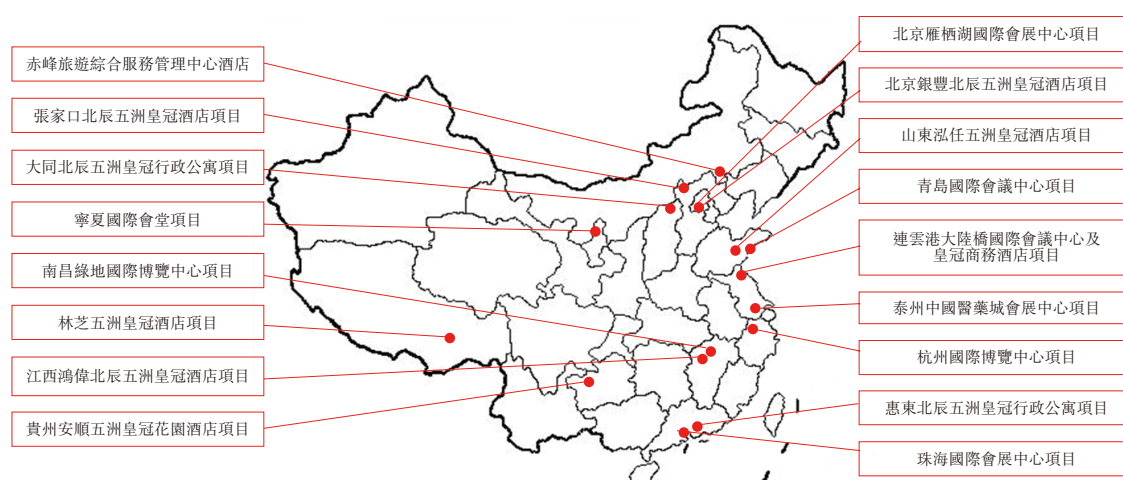 赤峰旅遊綜合服務管理中心酒店
張家口北辰五洲皇冠酒店項目
大同北辰五洲皇冠行政公寓項目
寧夏國際會堂項目
南昌綠地國際博覽中心項目
林芝五洲皇冠酒店項目
江西鴻偉北辰五洲皇冠酒店項目
貴州安順五洲皇冠花園酒店項目
北京雁栖湖國際會展中心項目
北京銀豐北辰五洲皇冠酒店項目
山東泓任五洲皇冠酒店項目
青島國際會議中心項目
連雲港大陸橋國際會議中心及
皇冠商務酒店項目
泰州中國醫藥城會展中心項目
杭州國際博覽中心項目
惠東北辰五洲皇冠行政公寓項目
珠海國際會展中心項目